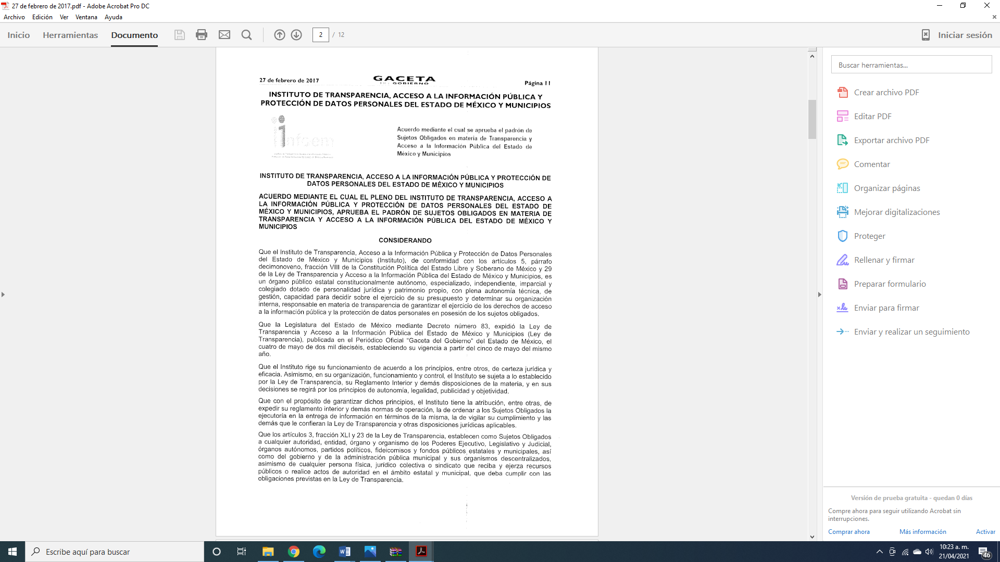 27 de febrero de 2017.pdf - Adobe Acrobat Pro DC
Archivo Edición Ver Ventana Ayuda
Inicio Herramientas Documento 2 / 12 Iniciar sesión
27 de febrero de 2017
GACETA
DEL GOBIERNO
Página 11
INSTITUTO DE TRANSPARENCIA, ACCESO A LA INFORMACIÓN PÚBLICA Y
PROTECCIÓN DE DATOS PERSONALES DEL ESTADO DE MÉXICO Y MUNICIPIOS
infoem
Acuerdo mediante el cual se aprueba el padrón de
Sujetos Obligados en materia de Transparencia y
Acceso a la Información Pública del Estado de
México y Municipios
INSTITUTO DE TRANSPARENCIA, ACCESO A LA INFORMACIÓN PÚBLICA Y PROTECCIÓN DE
DATOS PERSONALES DEL ESTADO DE MÉXICO Y MUNICIPIOS
ACUERDO MEDIANTE EL CUAL EL PLENO DEL INSTITUTO DE TRANSPARENCIA, ACCESO A
LA INFORMACIÓN PÚBLICA Y PROTECCIÓN DE DATOS PERSONALES DEL ESTADO DE
MÉXICO Y MUNICIPIOS, APRUEBA EL PADRÓN DE SUJETOS OBLIGADOS EN MATERIA DE
TRANSPARENCIA Y ACCESO A LA INFORMACIÓN PÚBLICA DEL ESTADO DE MÉXICO Y
MUNICIPIOS
CONSIDERANDO
Que el Instituto de Transparencia, Acceso a la Información Pública y Protección de Datos Personales
del Estado de México y Municipios (Instituto), de conformidad con los artículos 5, párrafo
decimonoveno, fracción VIII de la Constitución Política del Estado Libre y Soberano de México y 29
de la Ley de Transparencia y Acceso a la Información Pública del Estado de México y Municipios, es
un órgano público estatal constitucionalmente autónomo, especializado, independiente, imparcial y
colegiado dotado de personalidad jurídica y patrimonio propio, con plena autonomía técnica, de
gestión, capacidad para decidir sobre el ejercicio de su presupuesto y determinar su organización
interna, responsable en materia de transparencia de garantizar el ejercicio de los derechos de acceso
a la información pública y la protección de datos personales en posesión de los sujetos obligados.
Que la Legislatura del Estado de México mediante Decreto número 83, expidió la Ley de
Transparencia y Acceso a la Información Pública del Estado de México y Municipios (Ley de
Transparencia), publicada en el Periódico Oficial "Gaceta del Gobierno" del Estado de México, el
cuatro de mayo de dos mil dieciséis, estableciendo su vigencia a partir del cinco de mayo del mismo
año.
Que el Instituto rige su funcionamiento de acuerdo a los principios, entre otros, de certeza jurídica y
eficacia. Asimismo, en su organización, funcionamiento y control, el Instituto se sujeta a lo establecido
por la Ley de Transparencia, su Reglamento Interior y demás disposiciones de la materia, y en sus
decisiones se regirá por los principios de autonomía, legalidad, publicidad y objetividad.
Que con el propósito de garantizar dichos principios, el Instituto tiene la atribución, entre otras, de
expedir su reglamento interior y demás normas de operación, la de ordenar a los Sujetos Obligados la
ejecutoría en la entrega de información en términos de la misma, la de vigilar su cumplimiento y las
demás que le confieran la Ley de Transparencia y otras disposiciones jurídicas aplicables.
Que los artículos 3, fracción XLI y 23 de la Ley de Transparencia, establecen como Sujetos Obligados
a cualquier autoridad, entidad, órgano y organismo de los Poderes Ejecutivo, Legislativo y Judicial,
órganos autónomos, partidos políticos, fideicomisos y fondos públicos estatales y municipales, así
como del gobierno y de la administración pública municipal y sus organismos descentralizados,
asimismo de cualquier persona física, jurídico colectiva o sindicato que reciba y ejerza recursos
públicos o realice actos de autoridad en el ámbito estatal y municipal, que deba cumplir con las
obligaciones previstas en la Ley de Transparencia.
Buscar herramientas...
Crear archivo PDF
Editar PDF
Exportar archivo PDF
Comentar
Organizar páginas
Mejorar digitalizaciones
Proteger
Rellenar y firmar
Preparar formulario
Enviar para firmar
Enviar y realizar un seguimiento
Versión de prueba gratuita - quedan 0 días
Compre ahora para seguir utilizando Acrobat sin
interrupciones.
Comprar ahora Más información Activar
Escribe aquí para buscar
10:23 a. m.
21/04/2021
46